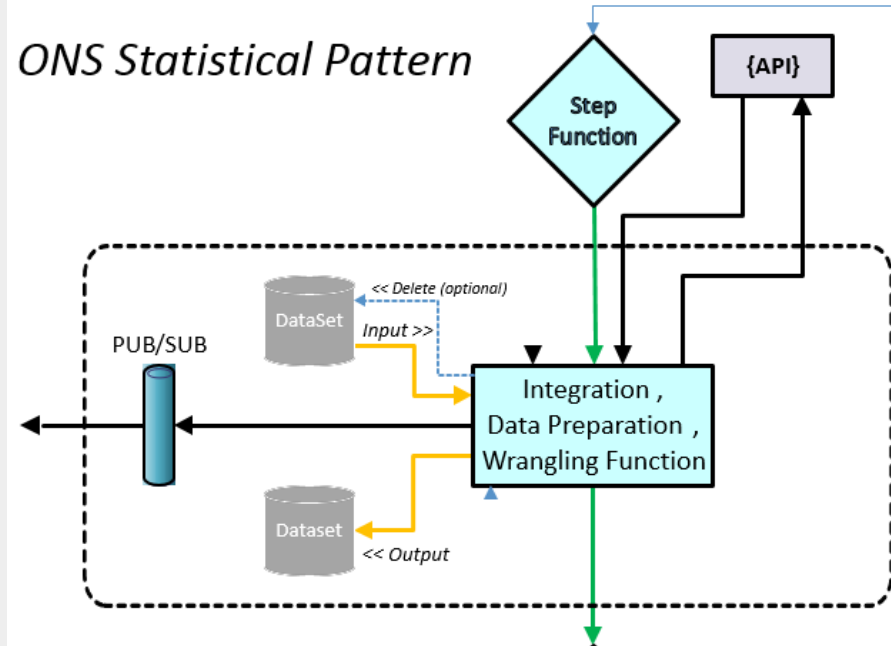 ONS Statistical Pattern
{API}
Step
Function
<< Delete (optional)
DataSet
Input >>
PUB/SUB
Integration ,
Data Preparation ,
Wrangling Function
Dataset
<< Output